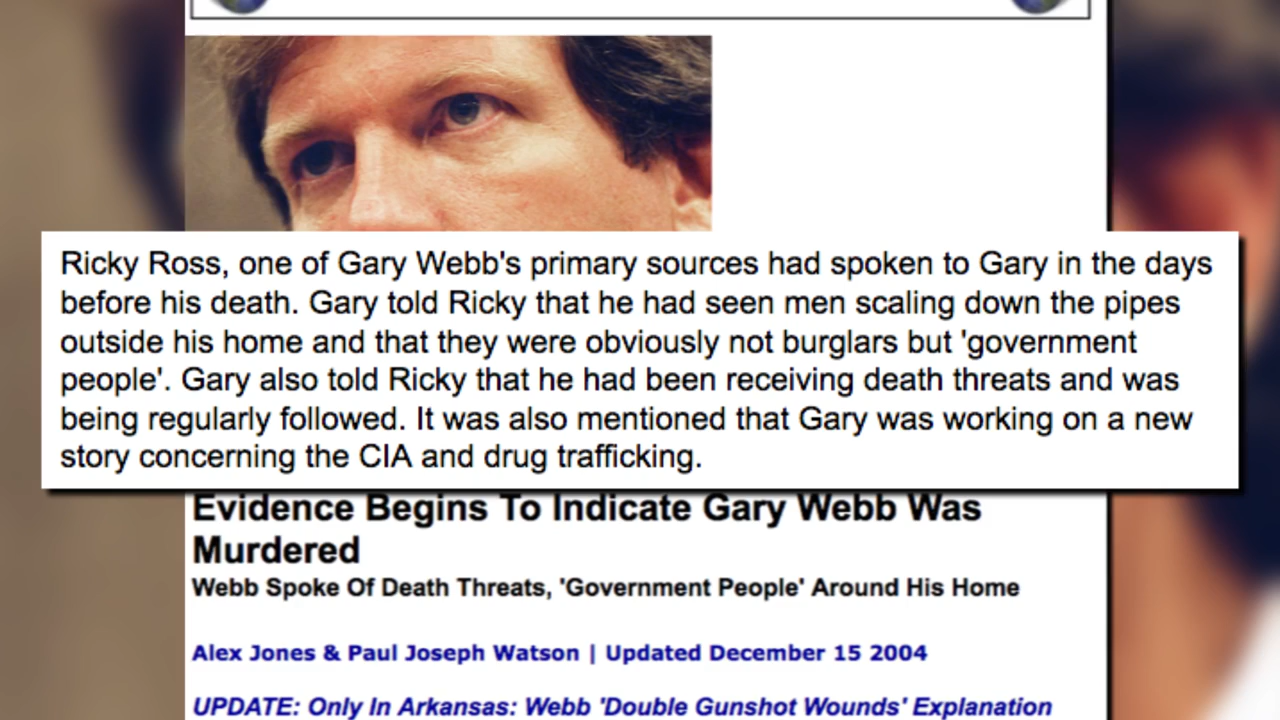 Ricky Ross, one of Gary Webb's primary sources had spoken to Gary in the days
before his death. Gary told Ricky that he had seen men scaling down the pipes
outside his home and that they were obviously not burglars but 'government
people'. Gary also told Ricky that he had been receiving death threats and was
being regularly followed. It was also mentioned that Gary was working on a new
story concerning the CIA and drug trafficking.
Evidence Begins To Indicate Gary Webb Was
Murdered
Webb Spoke Of Death Threats, 'Government People' Around His Home
Alex Jones & Paul Joseph Watson | Updated December 15 2004
UPDATE: Only In Arkansas: Webb 'Double Gunshot Wounds' Explanation